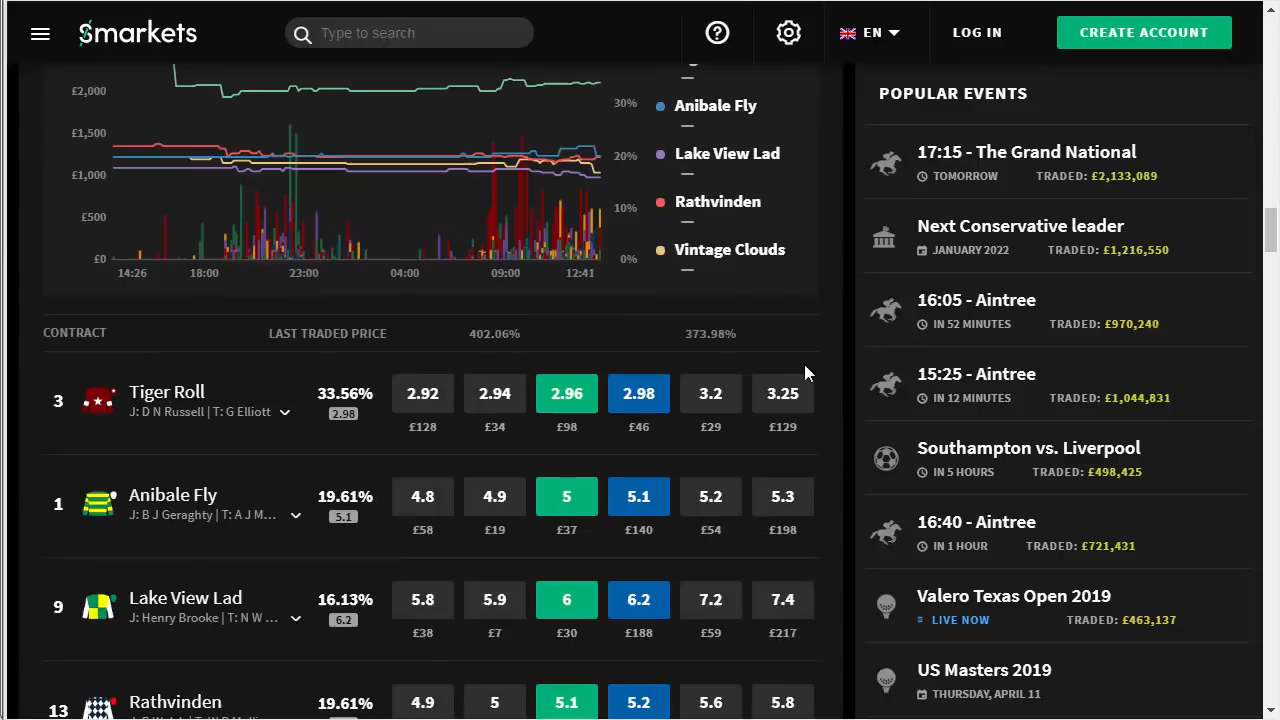 Smarkets
Type to search
EN
LOG IN
CREATE ACCOUNT
£2,000
£1,500
£1,000
£500
£0
30%
20%
10%
0%
14:26 18:00 23:00 04:00 09:00 12:41
—
Anibale Fly
—
Lake View Lad
—
Rathvinden
—
Vintage Clouds
—
CONTRACT LAST TRADED PRICE 402.06% 373.98%
3 Tiger Roll 33.56% 2.92 2.94 2.96 2.98 3.2 3.25
J: D N Russell | T: G Elliott 2.98 £128 £34 £98 £46 £29 £129
1 Anibale Fly 19.61% 4.8 4.9 5 5.1 5.2 5.3
J: B J Geraghty | T: A J M... 5.1 £58 £19 £37 £140 £54 £198
9 Lake View Lad 16.13% 5.8 5.9 6 6.2 7.2 7.4
J: Henry Brooke | T: N W ... 6.2 £38 £7 £30 £188 £59 £217
13 Rathvinden 19.61% 4.9 5 5.1 5.2 5.6 5.8
POPULAR EVENTS
17:15 - The Grand National
TOMORROW TRADED: £2,133,089
Next Conservative leader
JANUARY 2022 TRADED: £1,216,550
16:05 - Aintree
IN 52 MINUTES TRADED: £970,240
15:25 - Aintree
IN 12 MINUTES TRADED: £1,044,831
Southampton vs. Liverpool
IN 5 HOURS TRADED: £498,425
16:40 - Aintree
IN 1 HOUR TRADED: £721,431
Valero Texas Open 2019
LIVE NOW TRADED: £463,137
US Masters 2019
THURSDAY, APRIL 11